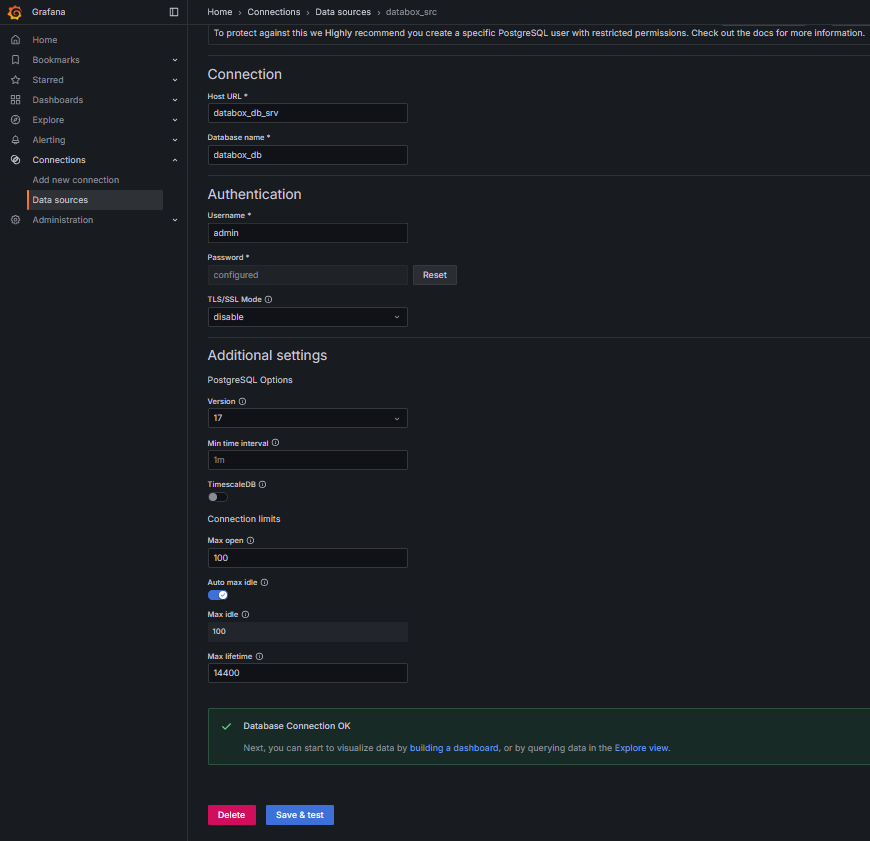 Grafana
Home › Connections › Data sources › databox_src
Home
Bookmarks
Starred
Dashboards
Explore
Alerting
Connections
Add new connection
Data sources
Administration
To protect against this we Highly recommend you create a specific PostgreSQL user with restricted permissions. Check out the docs for more information.
Connection
Host URL *
databox_db_srv
Database name *
databox_db
Authentication
Username *
admin
Password *
configured
Reset
TLS/SSL Mode
disable
Additional settings
PostgreSQL Options
Version
17
Min time interval
1m
TimescaleDB
Connection limits
Max open
100
Auto max idle
Max idle
100
Max lifetime
14400
Database Connection OK
Next, you can start to visualize data by building a dashboard, or by querying data in the Explore view.
Delete
Save & test